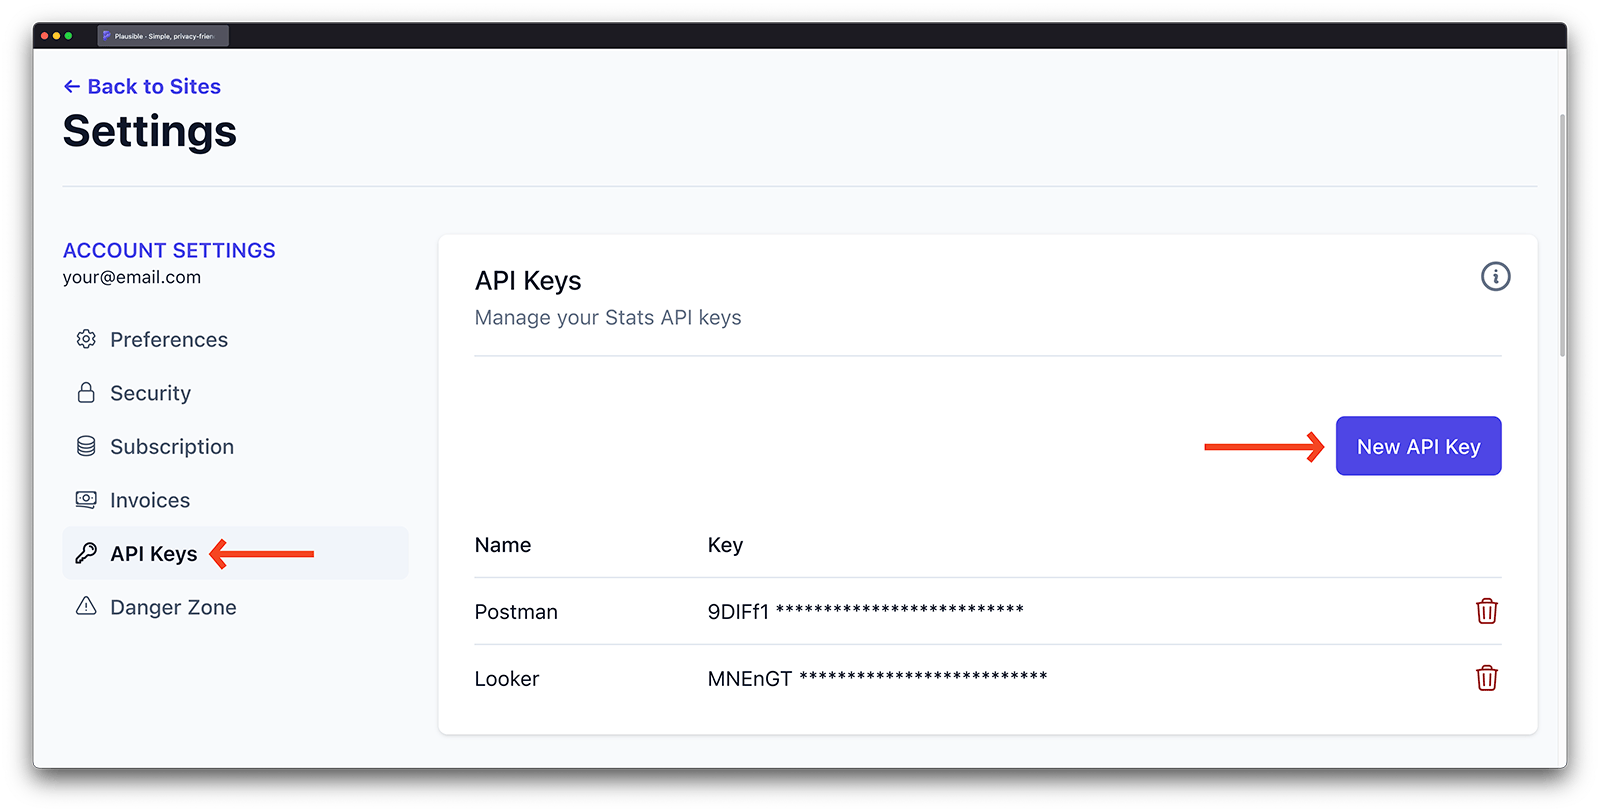 Plausible · Simple, privacy-frien
← Back to Sites
Settings
ACCOUNT SETTINGS
your@email.com
Preferences
Security
Subscription
Invoices
API Keys
Danger Zone
API Keys
Manage your Stats API keys
New API Key
Name Key
Postman 9DIFf1 **************************
Looker MNEnGT **************************